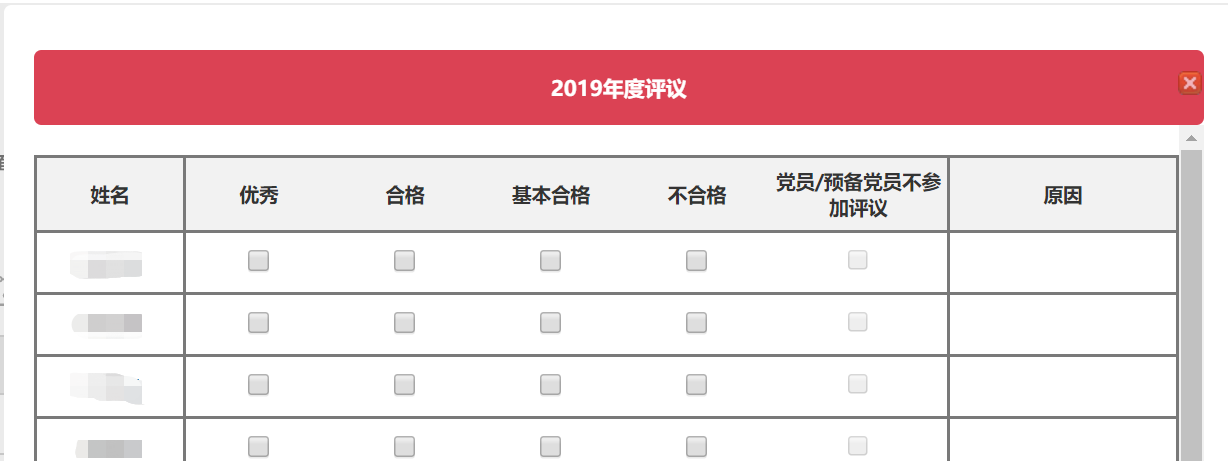 2019年度评议
姓名
优秀
合格
基本合格
不合格
党员/预备党员不参
加评议
原因